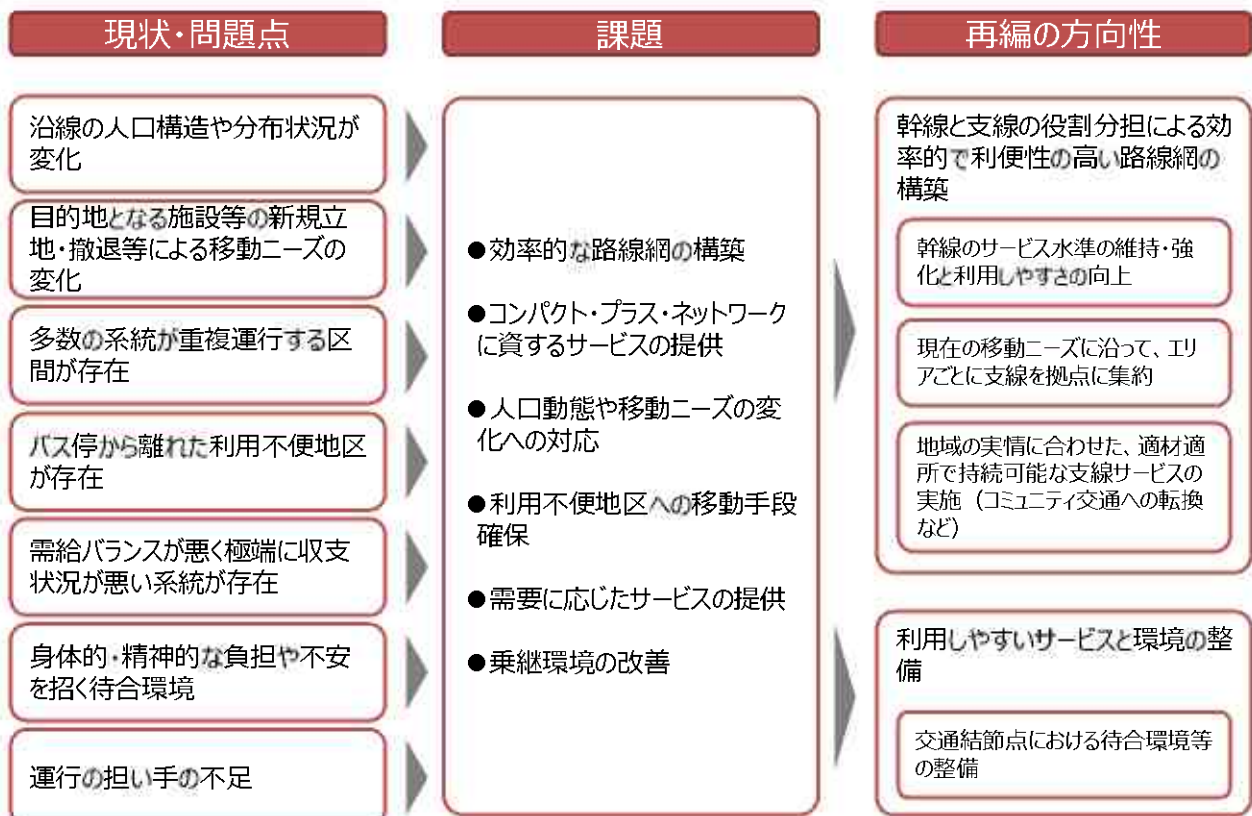 現状・問題点
沿線の人口構造や分布状況が
変化
目的地となる施設等の新規立
地・撤退等による移動ニーズの
変化
多数の系統が重複運行する区
間が存在
バス停から離れた利用不便地区
が存在
需給バランスが悪く極端に収支
状況が悪い系統が存在
身体的・精神的な負担や不安
を招く待合環境
運行の担い手の不足
課題
●効率的な路線網の構築
●コンパクト・プラス・ネットワーク
に資するサービスの提供
●人口動態や移動ニーズの変
化への対応
●利用不便地区への移動手段
確保
●需要に応じたサービスの提供
●乗継環境の改善
再編の方向性
幹線と支線の役割分担による効
率的で利便性の高い路線網の
構築
幹線のサービス水準の維持・強
化と利用しやすさの向上
現在の移動ニーズに沿って、エリ
アごとに支線を拠点に集約
地域の実情に合わせた、適材適
所で持続可能な支線サービスの
実施（コミュニティ交通への転換
など）
利用しやすいサービスと環境の整
備
交通結節点における待合環境等
の整備